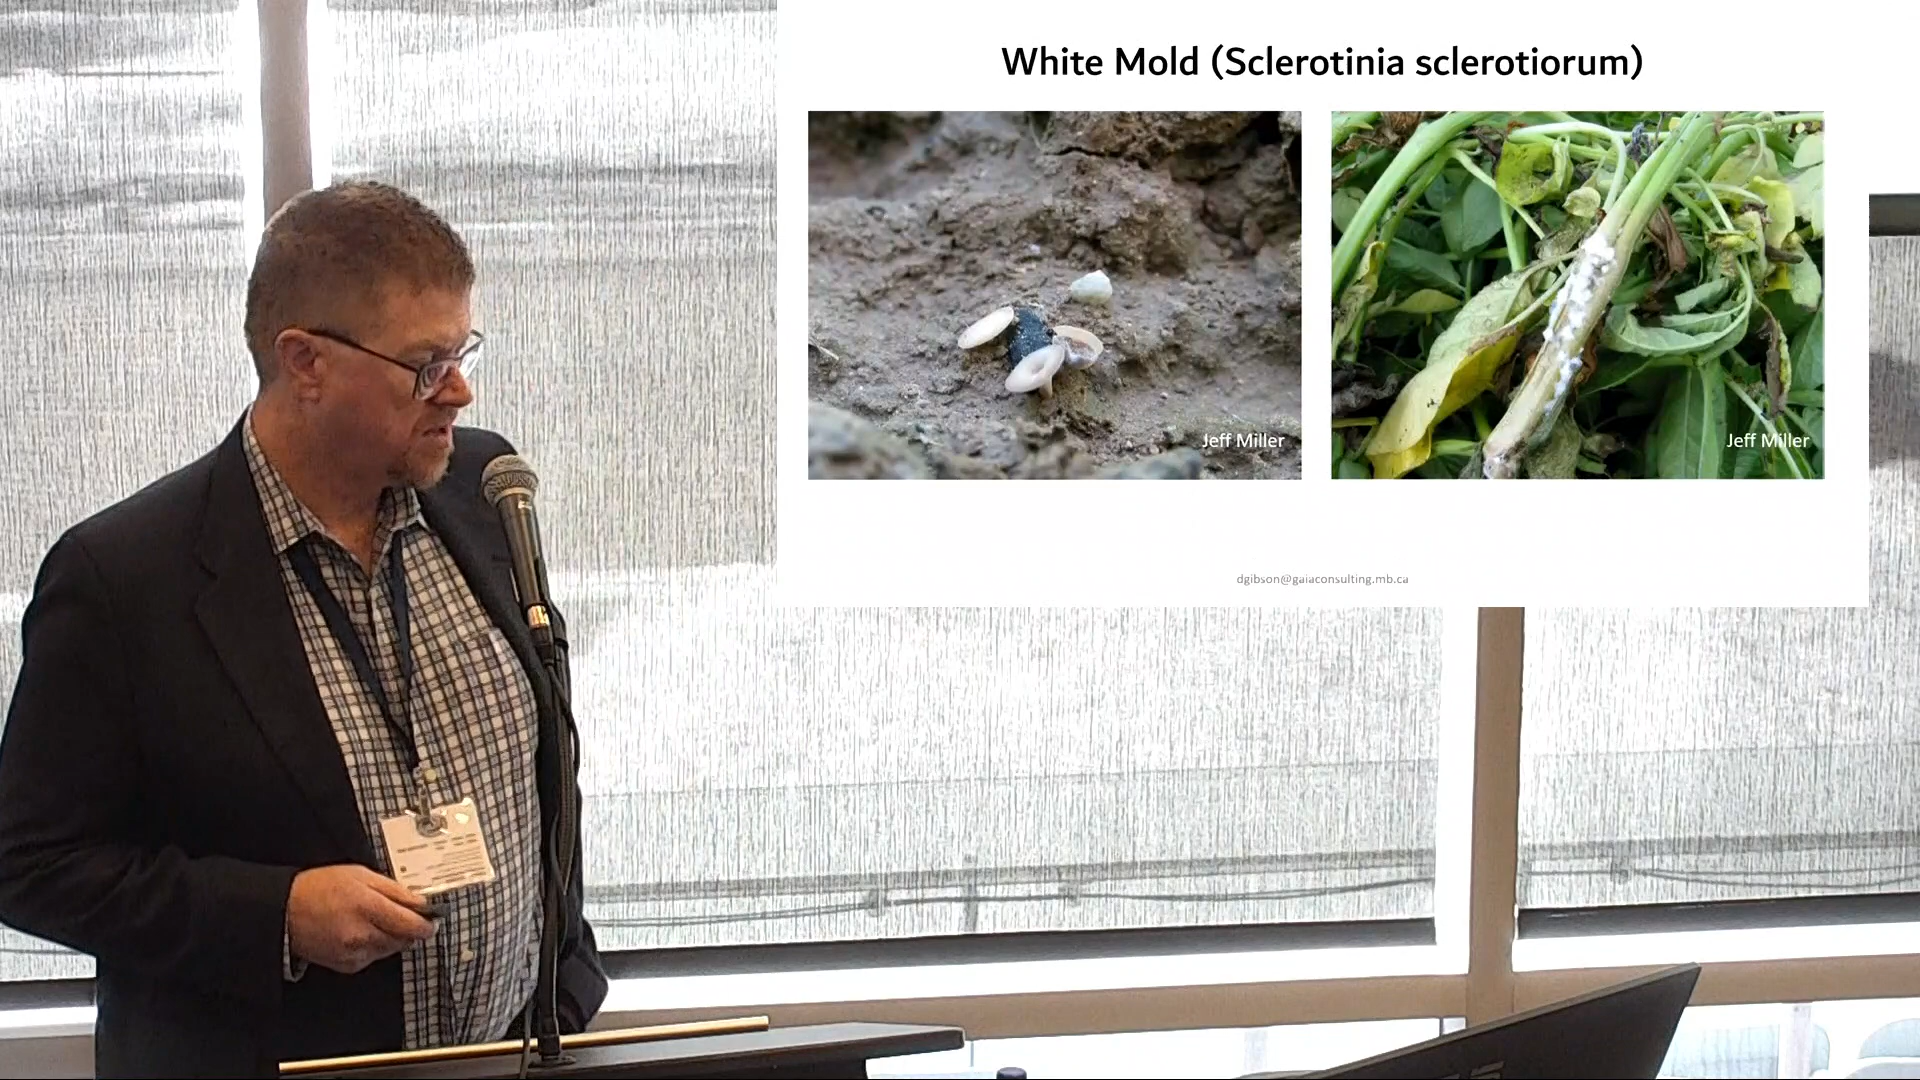 White Mold (Sclerotinia sclerotiorum)
Jeff Miller
Jeff Miller
dgibson@gaiaconsulting.mb.ca